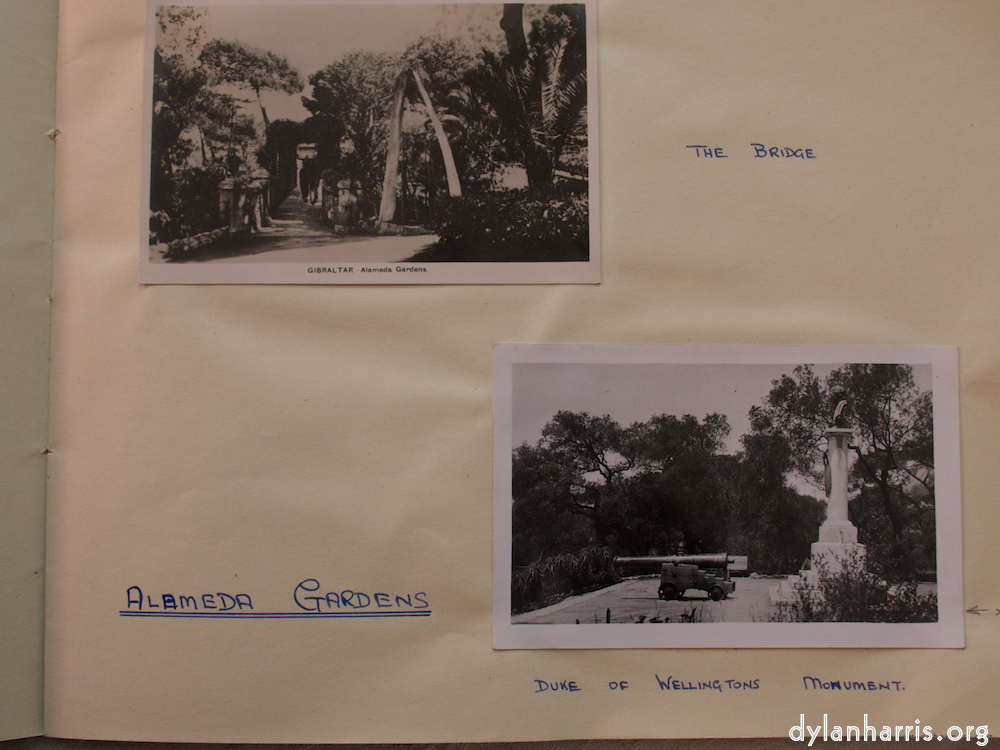 THE BRIDGE
GIBRALTAR Alameda Gardens.
ALAMEDA GARDENS
DUKE OF WELLINGTONS MONUMENT.
dylanharris.org